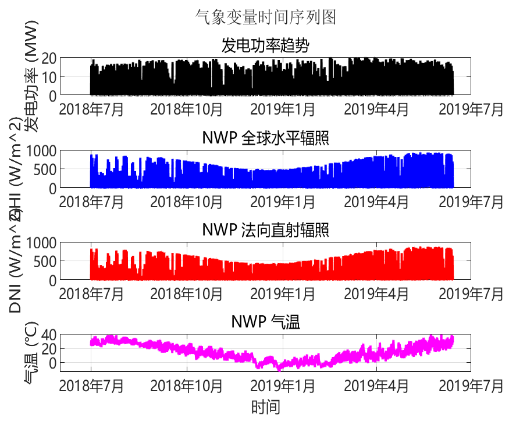 气象变量时间序列图
发电功率趋势
发电功率 (MW)
20
10
0
2018年7月 2018年10月 2019年1月 2019年4月 2019年7月
NWP 全球水平辐照
GHI (W/m^2)
1000
500
0
2018年7月 2018年10月 2019年1月 2019年4月 2019年7月
NWP 法向直射辐照
DNI (W/m^2)
1000
500
0
2018年7月 2018年10月 2019年1月 2019年4月 2019年7月
NWP 气温
气温 (℃)
40
20
0
2018年7月 2018年10月 2019年1月 2019年4月 2019年7月
时间